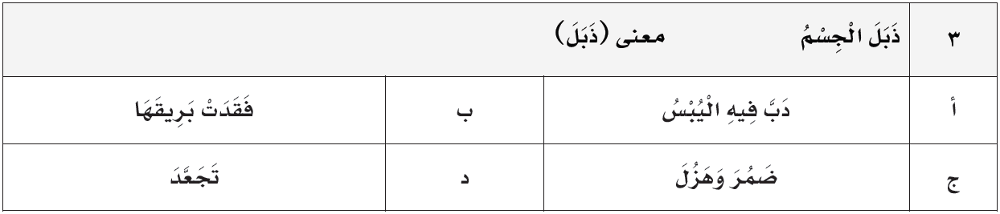 ٣ ذَبَلَ الْجِسْمُ معنى (ذَبَلَ)
أ دَبَّ فِيهِ الْيُبْسُ ب فَقَدَتْ بَرِيقَهَا
ج ضَمُرَ وَهَزُلَ د تَجَعَّدَ